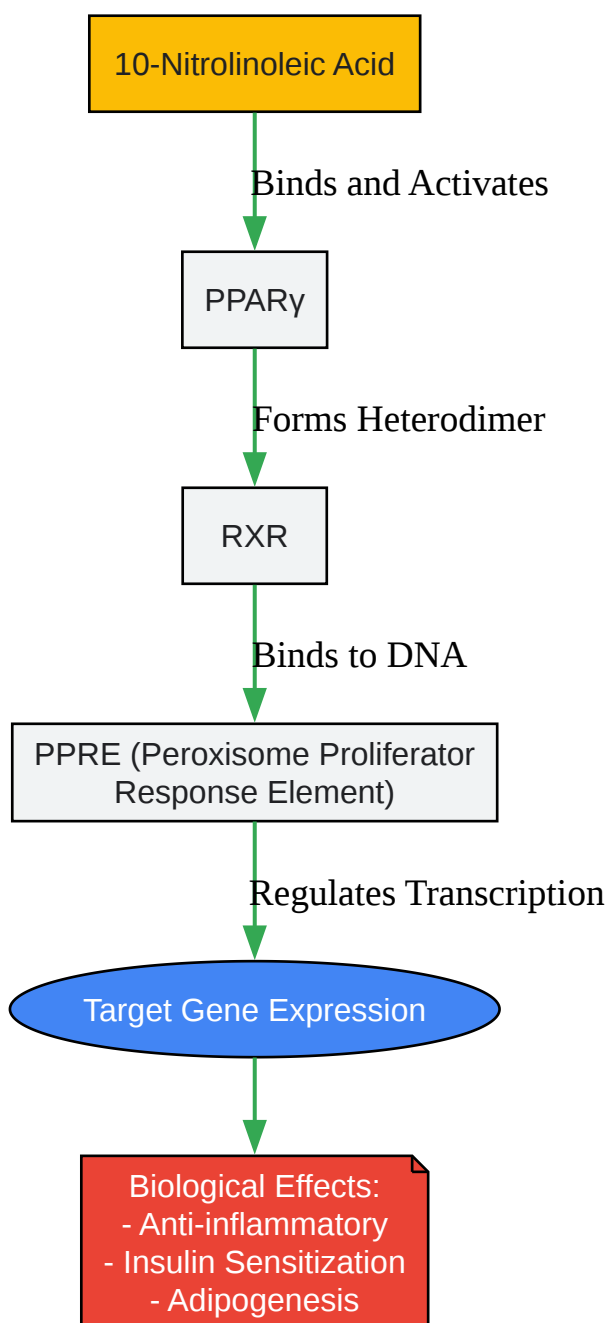 10-Nitrolinoleic Acid
Binds and Activates
PPARγ
Forms Heterodimer
RXR
Binds to DNA
PPRE (Peroxisome Proliferator
Response Element)
Regulates Transcription
Target Gene Expression
Biological Effects:
- Anti-inflammatory
- Insulin Sensitization
- Adipogenesis